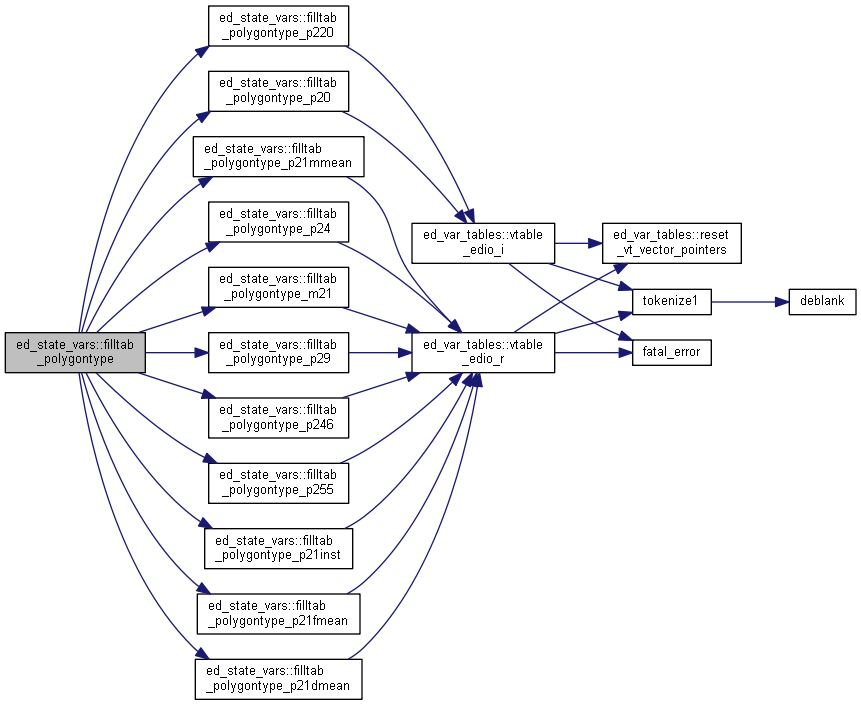 ed_state_vars::filltab
_polygontype
ed_state_vars::filltab
_polygontype_p220
ed_state_vars::filltab
_polygontype_p20
ed_state_vars::filltab
_polygontype_p21mmean
ed_state_vars::filltab
_polygontype_p24
ed_state_vars::filltab
_polygontype_m21
ed_state_vars::filltab
_polygontype_p29
ed_state_vars::filltab
_polygontype_p246
ed_state_vars::filltab
_polygontype_p255
ed_state_vars::filltab
_polygontype_p21inst
ed_state_vars::filltab
_polygontype_p21fmean
ed_state_vars::filltab
_polygontype_p21dmean
ed_var_tables::vtable
_edio_i
ed_var_tables::vtable
_edio_r
ed_var_tables::reset
_vt_vector_pointers
tokenize1
fatal_error
deblank